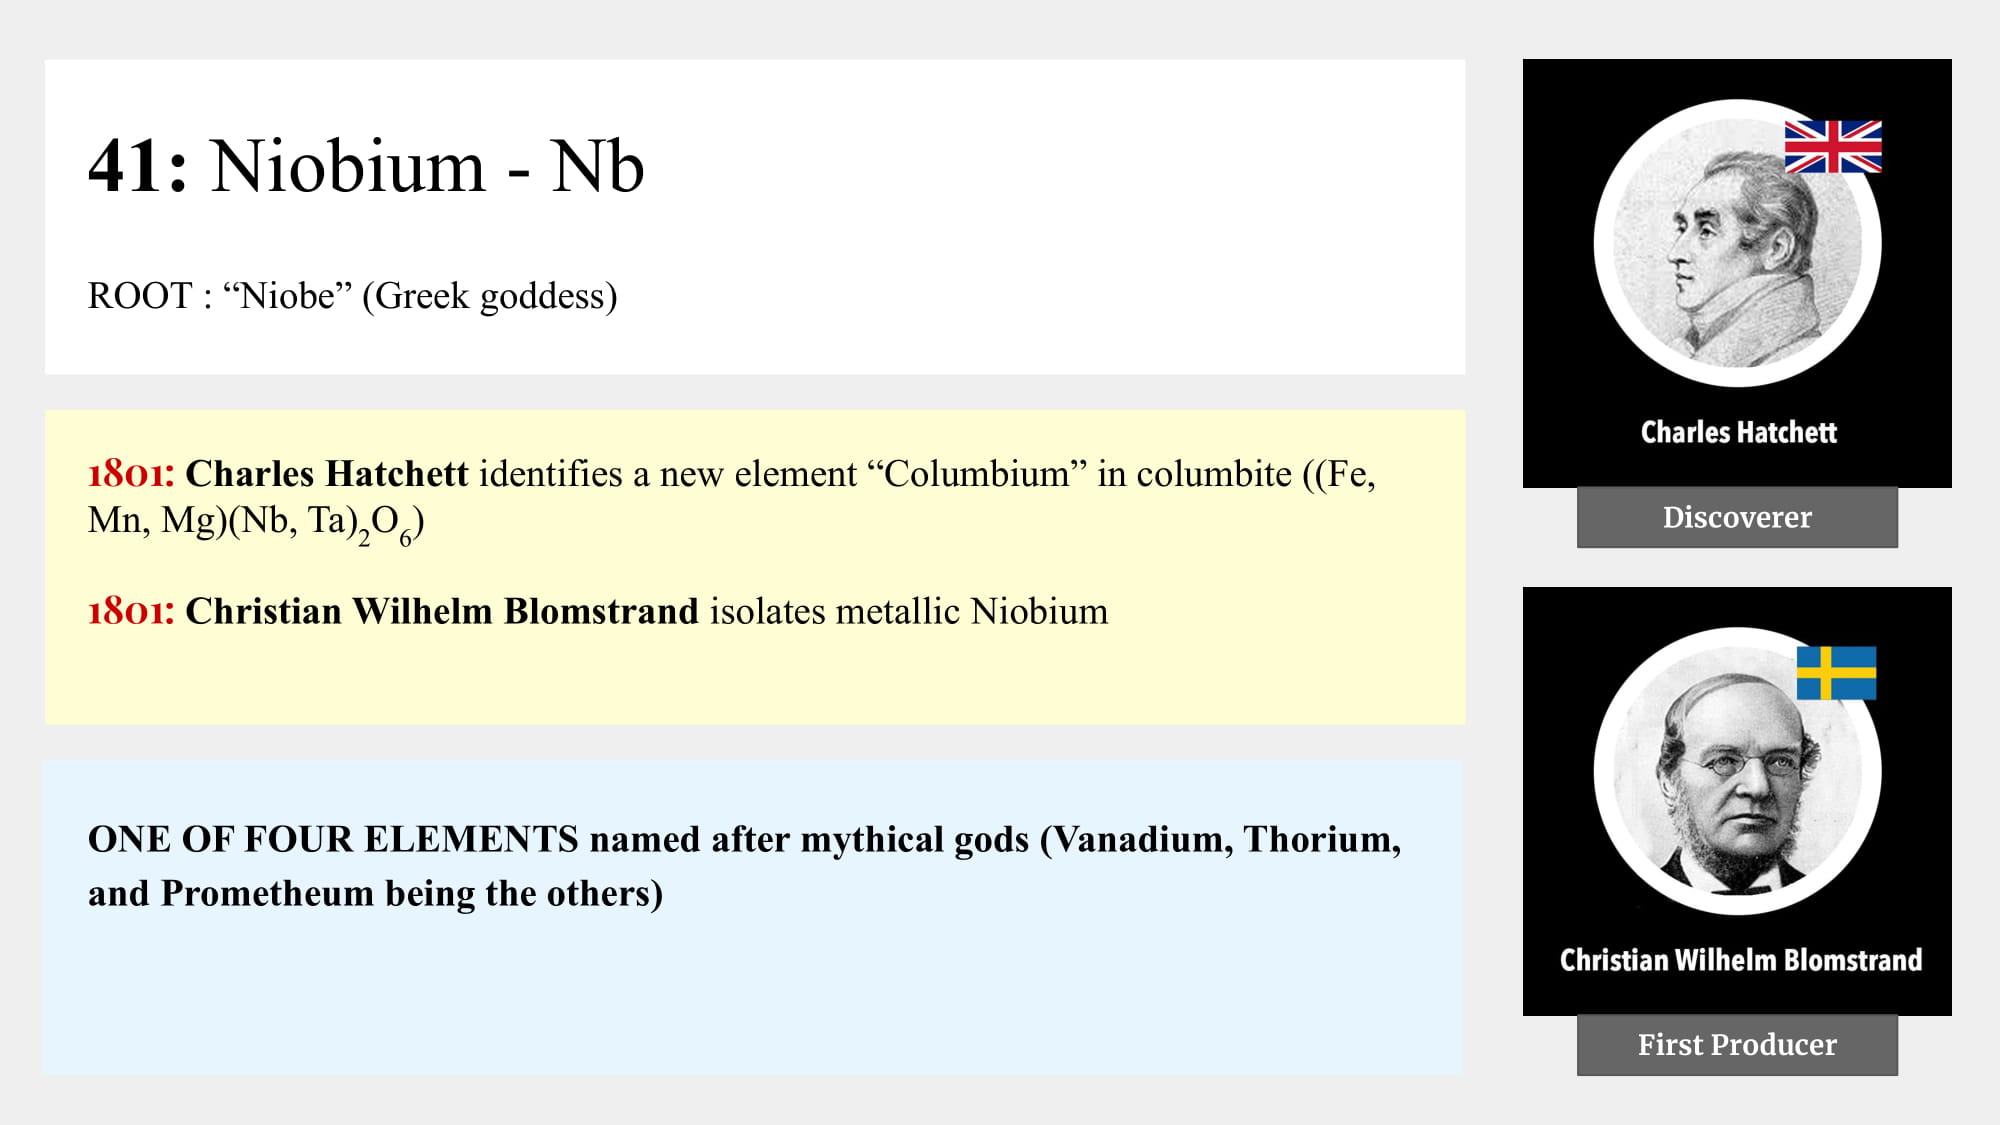 41: Niobium - Nb
ROOT : “Niobe” (Greek goddess)
1801: Charles Hatchett identifies a new element “Columbium” in columbite ((Fe,
Mn, Mg)(Nb, Ta)₂O₆)
1801: Christian Wilhelm Blomstrand isolates metallic Niobium
ONE OF FOUR ELEMENTS named after mythical gods (Vanadium, Thorium,
and Prometheum being the others)
Charles Hatchett
Discoverer
Christian Wilhelm Blomstrand
First Producer